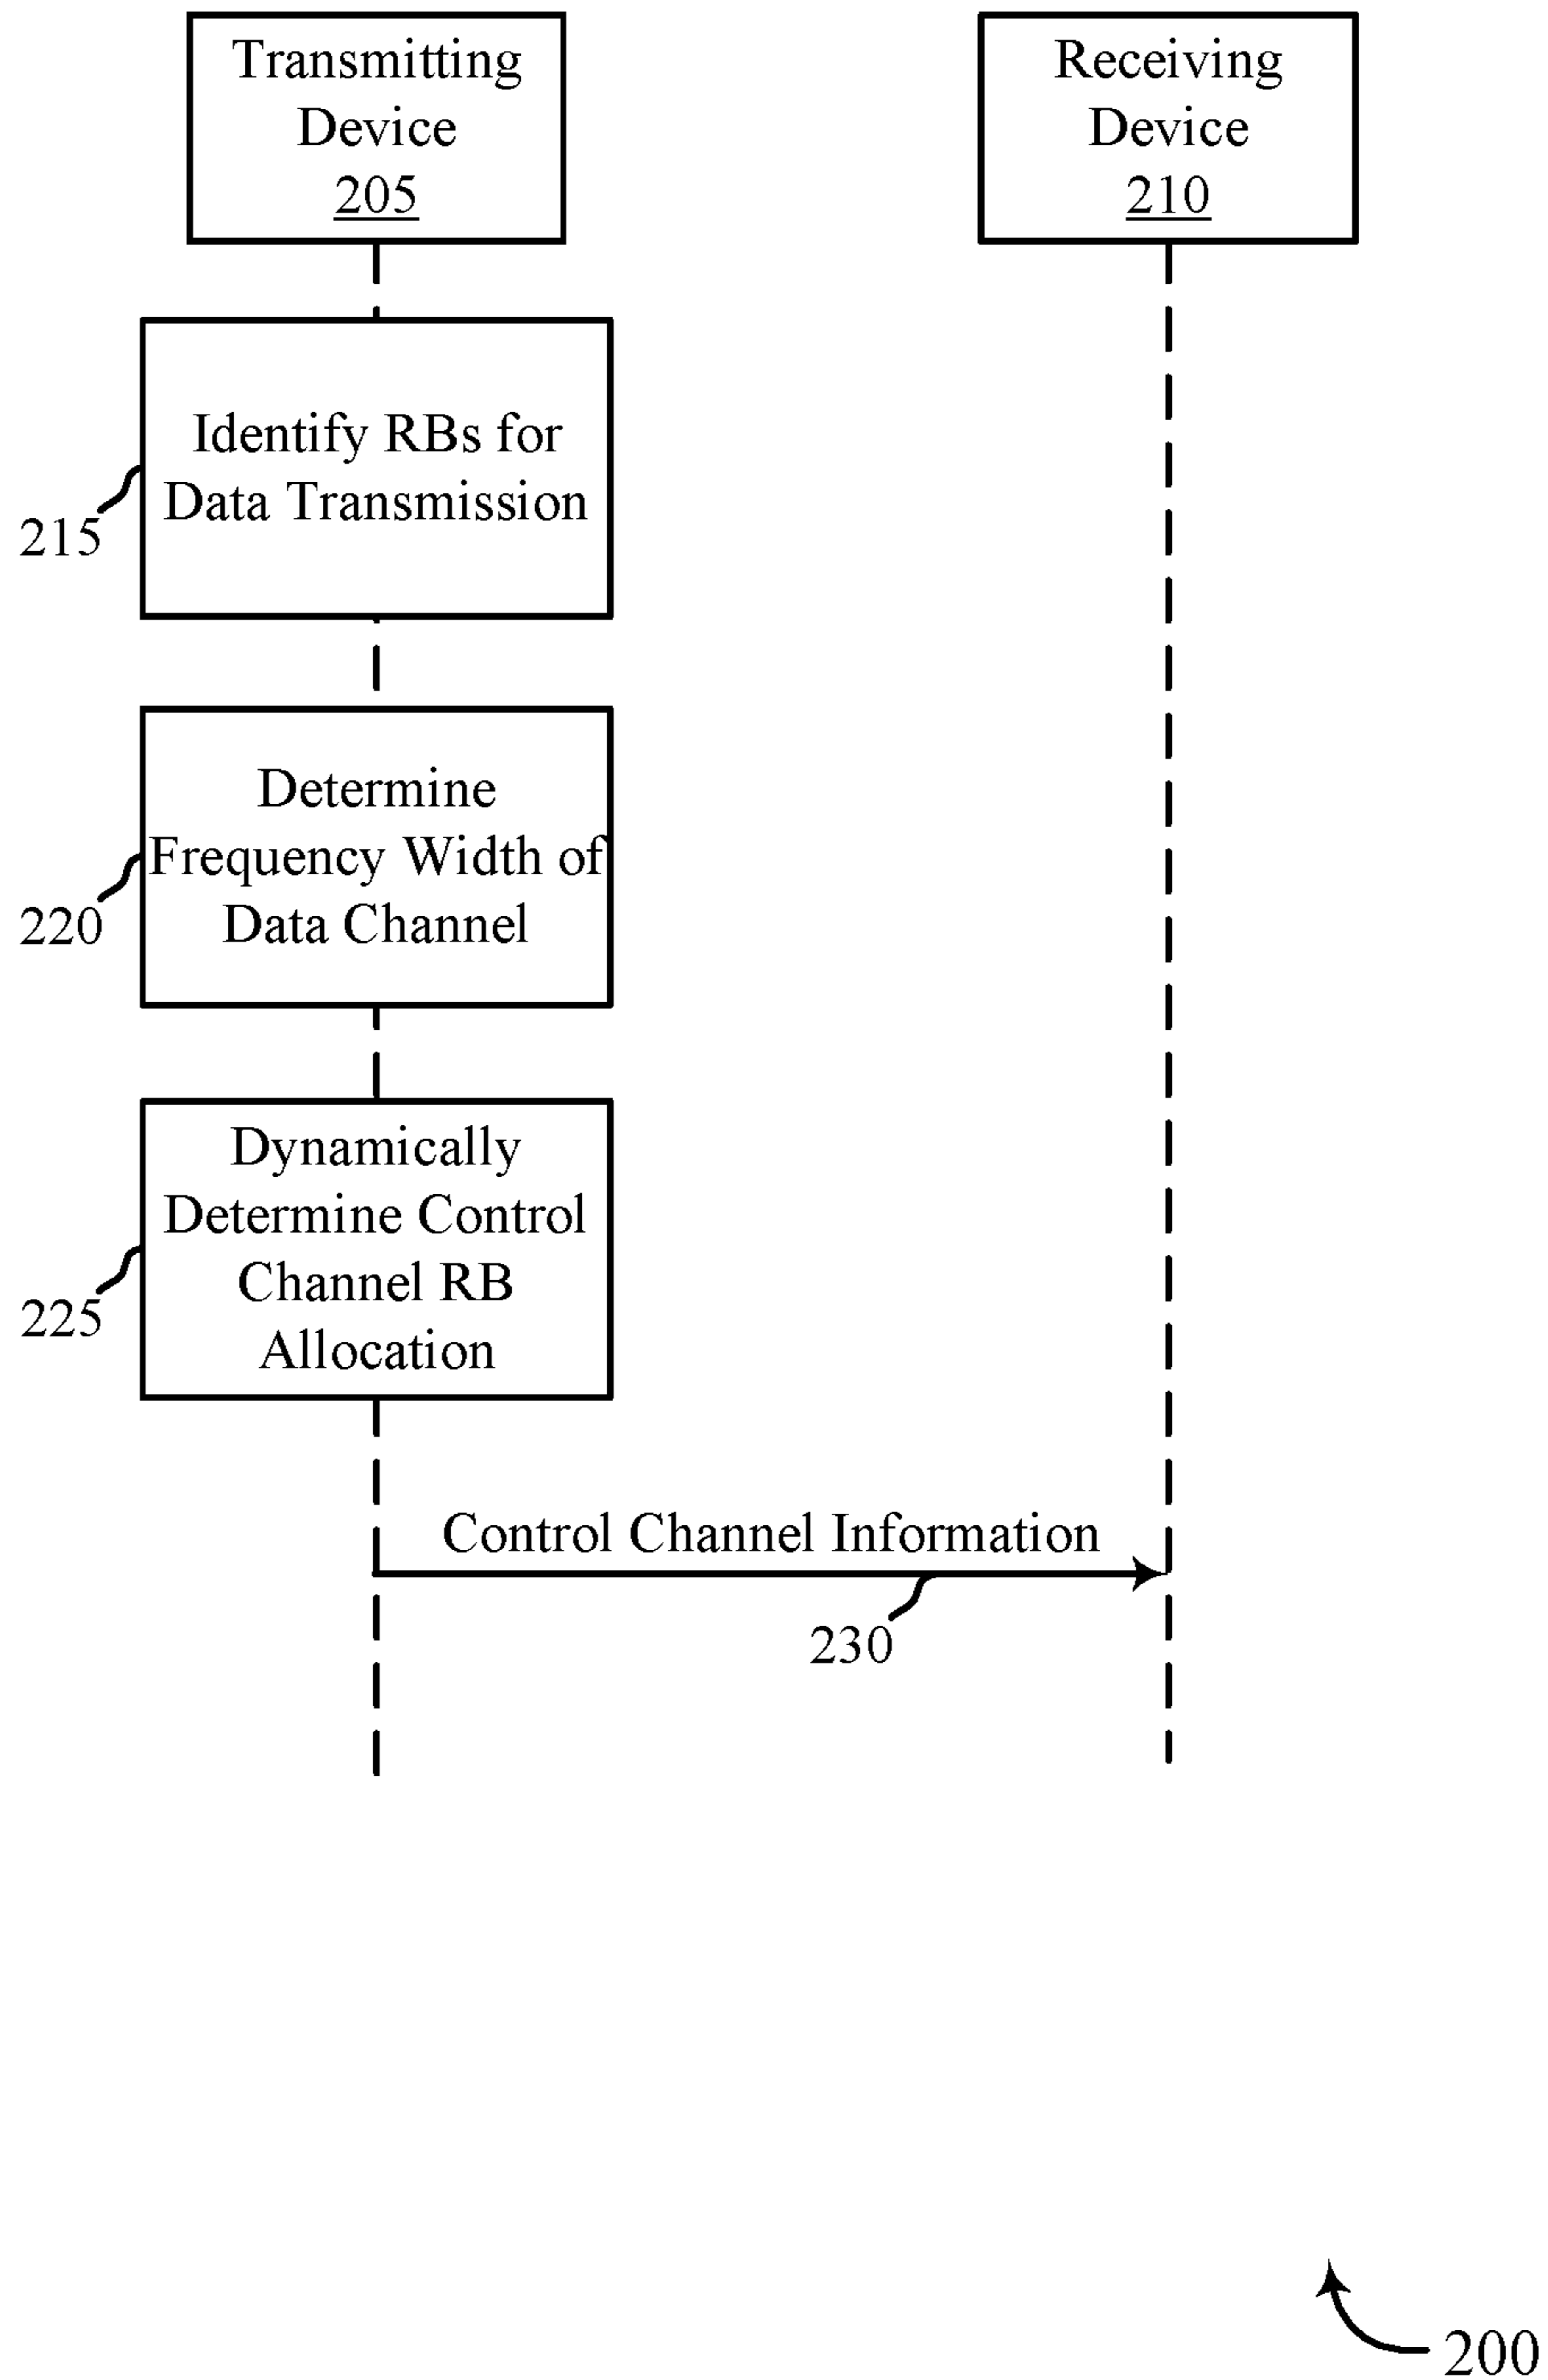 Transmitting
Device
205
Receiving
Device
210
Identify RBs for
Data Transmission
215
Determine
Frequency Width of
Data Channel
220
Dynamically
Determine Control
Channel RB
Allocation
225
Control Channel Information
230
200